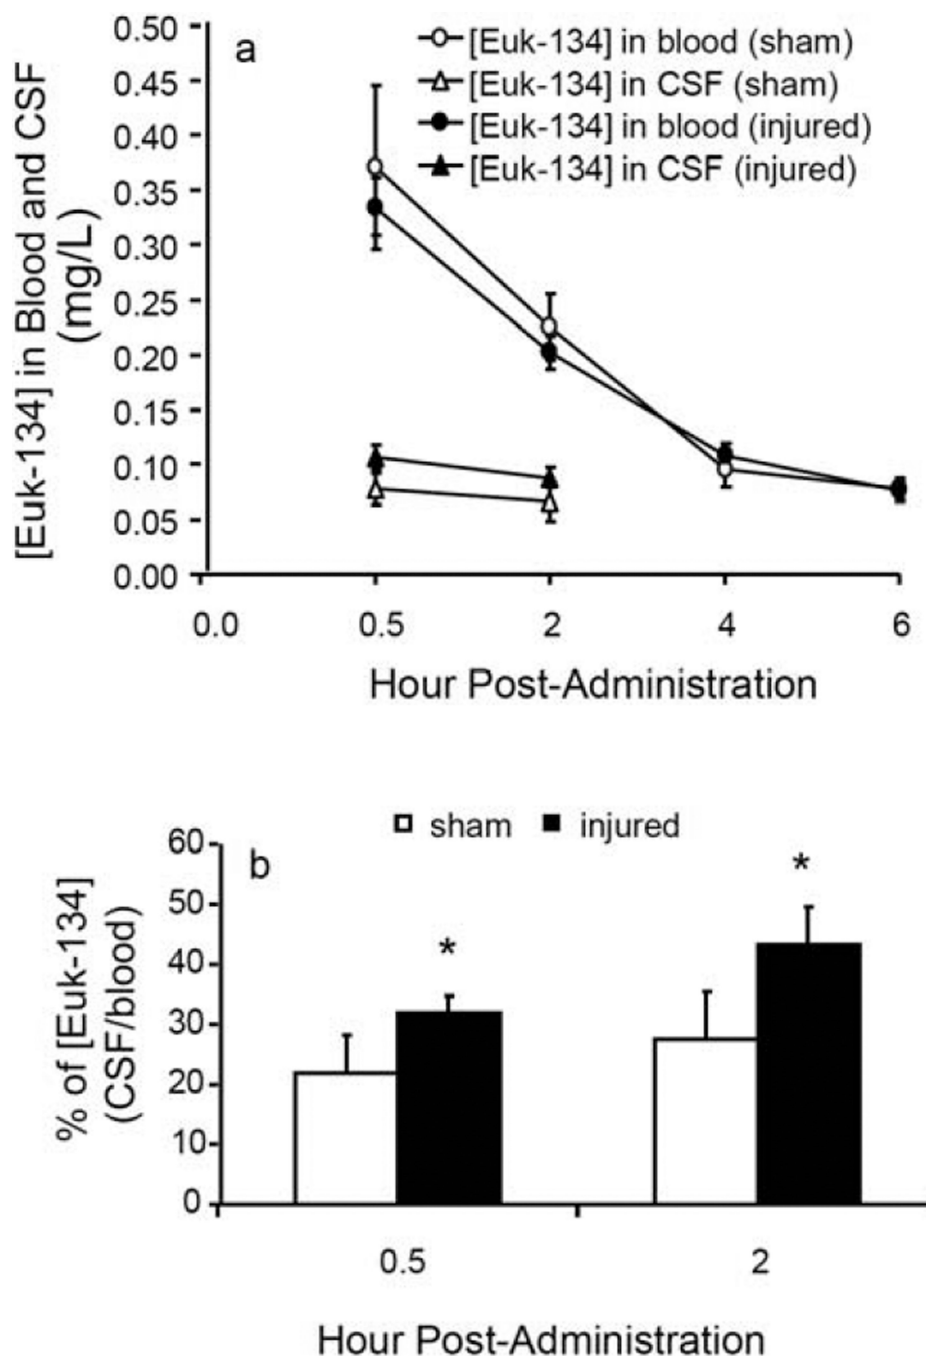 a
[Euk-134] in blood (sham)
[Euk-134] in CSF (sham)
[Euk-134] in blood (injured)
[Euk-134] in CSF (injured)
[Euk-134] in Blood and CSF
(mg/L)
0.50
0.45
0.40
0.35
0.30
0.25
0.20
0.15
0.10
0.05
0.00
0.0 0.5 2 4 6
Hour Post-Administration
sham injured
b
% of [Euk-134]
(CSF/blood)
60
50
40
30
20
10
0
* *
0.5 2
Hour Post-Administration